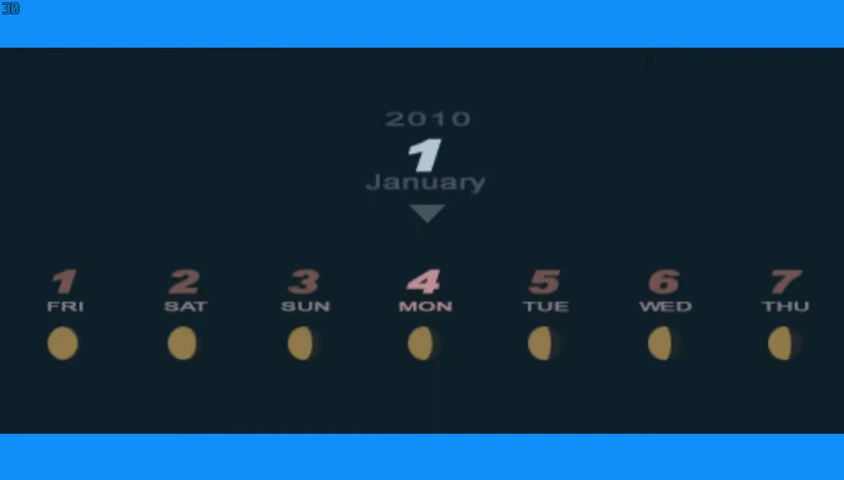 30
2010
1
January
1 2 3 4 5 6 7
FRI SAT SUN MON TUE WED THU